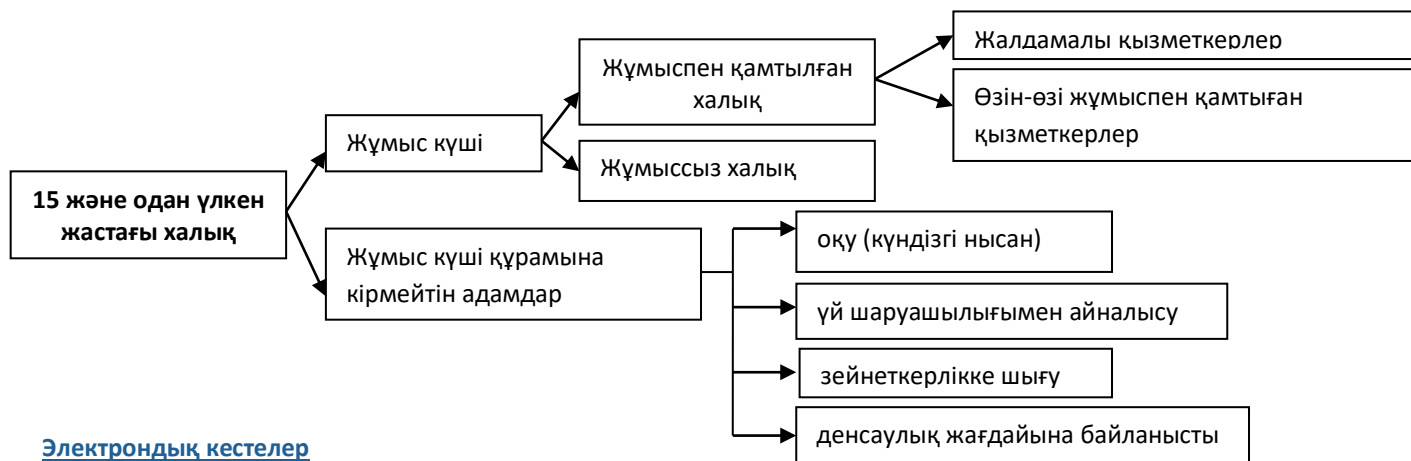 15 және одан үлкен
жастағы халық
Жұмыс күші
Жұмыспен қамтылған
халық
Жалдамалы қызметкерлер
Өзін-өзі жұмыспен қамтыған
қызметкерлер
Жұмыссыз халық
Жұмыс күші құрамына
кірмейтін адамдар
оқу (күндізгі нысан)
үй шаруашылығымен айналысу
зейнеткерлікке шығу
денсаулық жағдайына байланысты
Электрондық кестелер